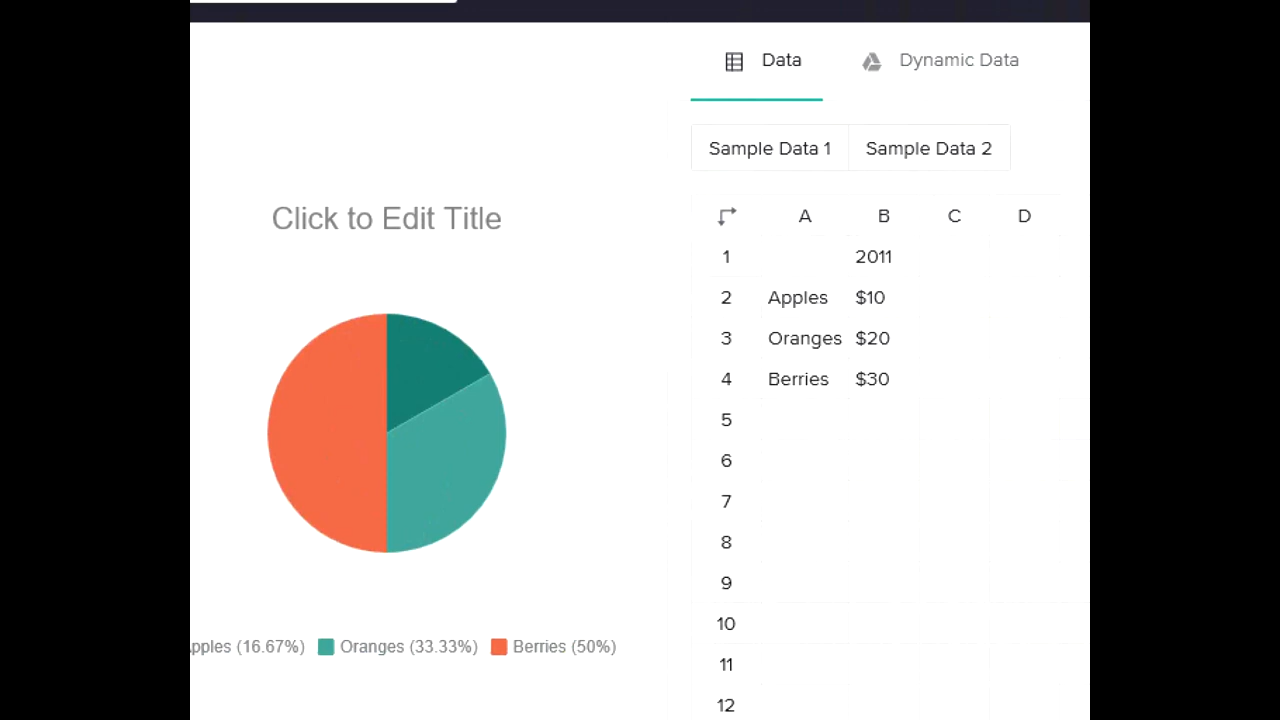 Data Dynamic Data
Sample Data 1 Sample Data 2
Click to Edit Title
A B C D
1 2011
2 Apples $10
3 Oranges $20
4 Berries $30
5
6
7
8
9
10
11
12
pples (16.67%) Oranges (33.33%) Berries (50%)